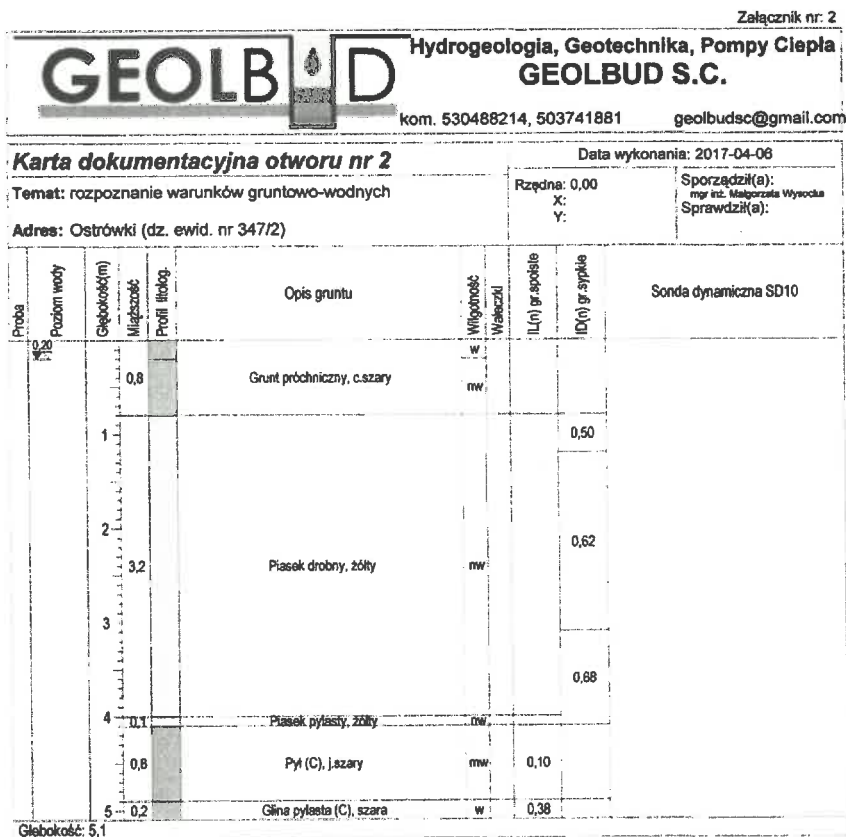 Załącznik nr: 2
GEOLBUD
Hydrogeologia, Geotechnika, Pompy Ciepła
GEOLBUD S.C.
kom. 530488214, 503741881 geolbudsc@gmail.com
Karta dokumentacyjna otworu nr 2
Data wykonania: 2017-04-06
Temat: rozpoznanie warunków gruntowo-wodnych
Rzędna: 0,00
X:
Y:
Sporządził(a):
mgr inż. Małgorzata Wysocka
Sprawdził(a):
Adres: Ostrówki (dz. ewid. nr 347/2)
Proba
Poziom wody
Głębokość(m)
Miąższość
Profil litolog.
Opis gruntu
Wilgotność
Wałeczki
IL(n) gr.spoiste
ID(n) gr.sypkie
Sonda dynamiczna SD10
0,20
w
0,8 Grunt próchniczny, c.szary nw
1 0,50
2
0,62
3,2 Piasek drobny, żółty nw
3
0,68
4 0,1 Piasek pylasty, żółty nw
0,8 Pył (C), j.szary mw 0,10
5 0,2 Glina pylasta (C), szara w 0,38
Głębokość: 5,1